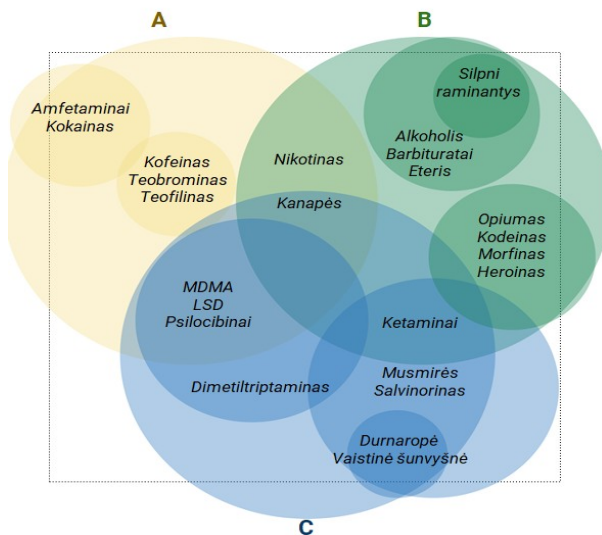 A
B
Silpni
raminantys
Amfetaminai
Kokainas
Alkoholis
Barbituratai
Eteris
Kofeinas
Teobrominas
Teofilinas
Nikotinas
Kanapės
Opiumas
Kodeinas
Morfinas
Heroinas
MDMA
LSD
Psilocibinai
Ketaminai
Dimetiltriptaminas
Musmirės
Salvinorinas
Durnaropė
Vaistinė šunvyšnė
C